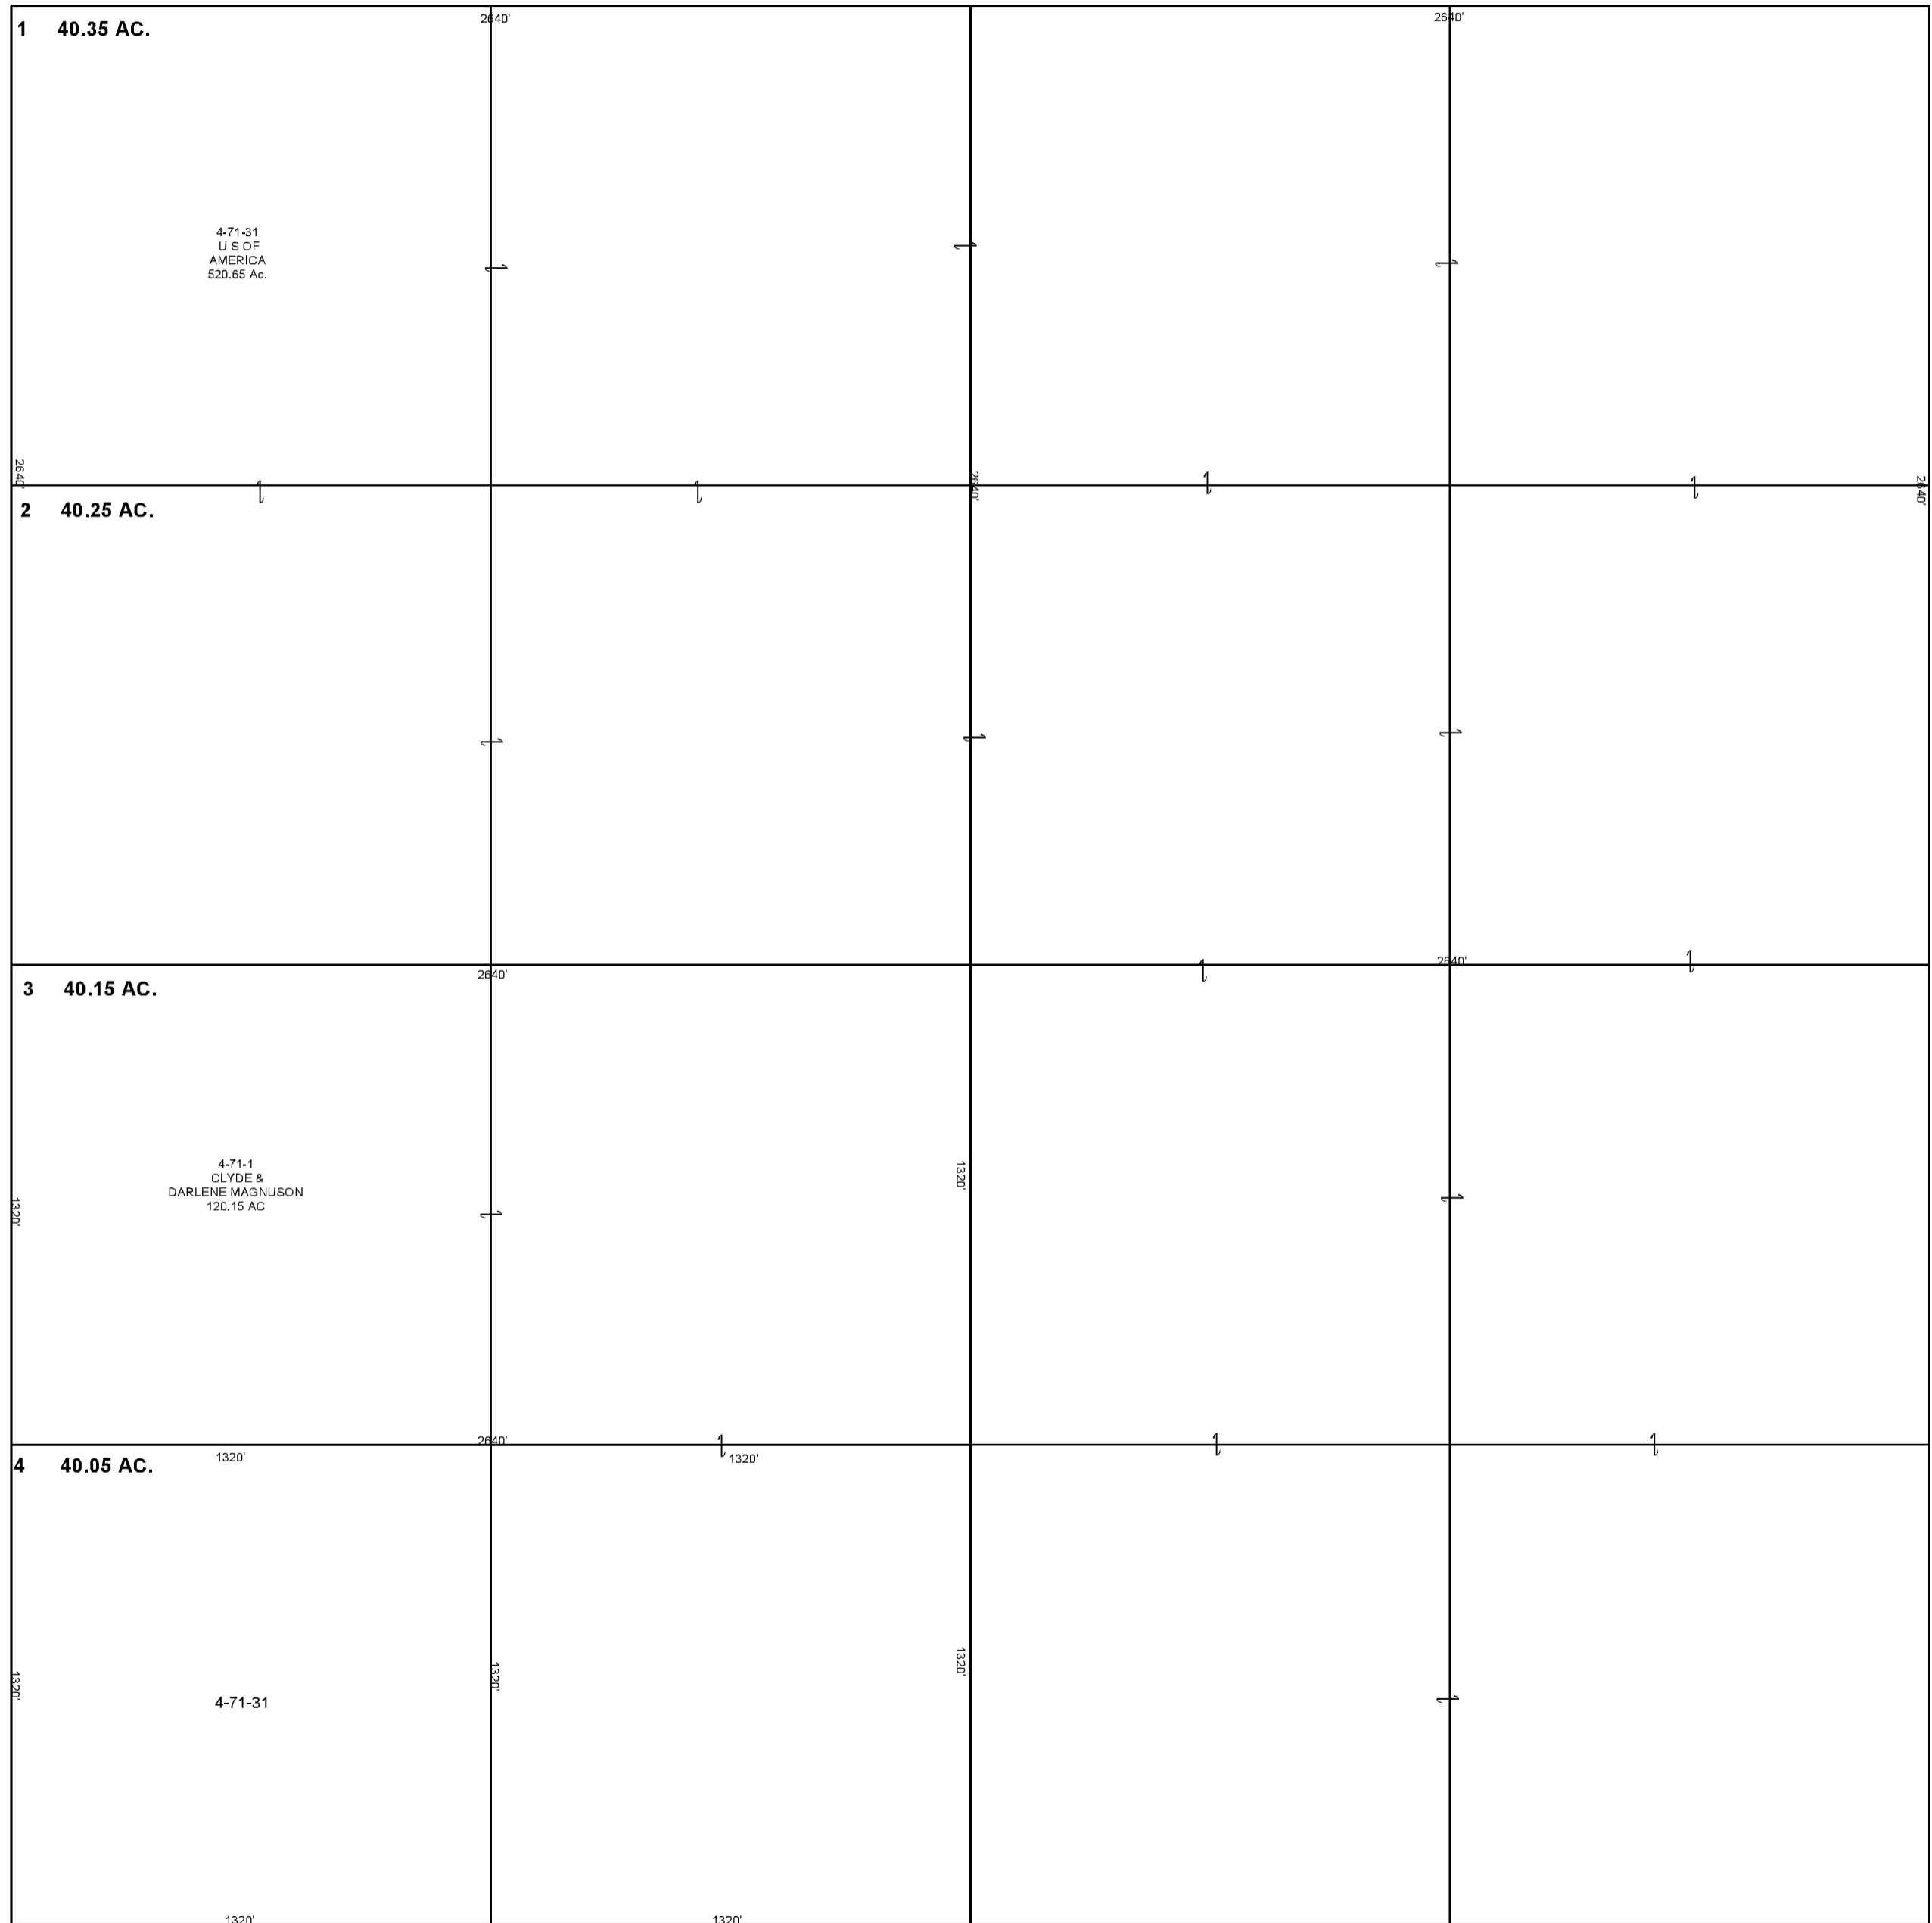 1 40.35 AC.
2640'
2640'
4-71-31
U S OF
AMERICA
520.65 Ac.
2640'
2640'
2640'
2 40.25 AC.
2640'
2640'
3 40.15 AC.
4-71-1
CLYDE &
DARLENE MAGNUSON
120.15 AC
1320'
1320'
2640'
4 40.05 AC.
1320'
1320'
1320'
1320'
1320'
4-71-31
1320'
1320'